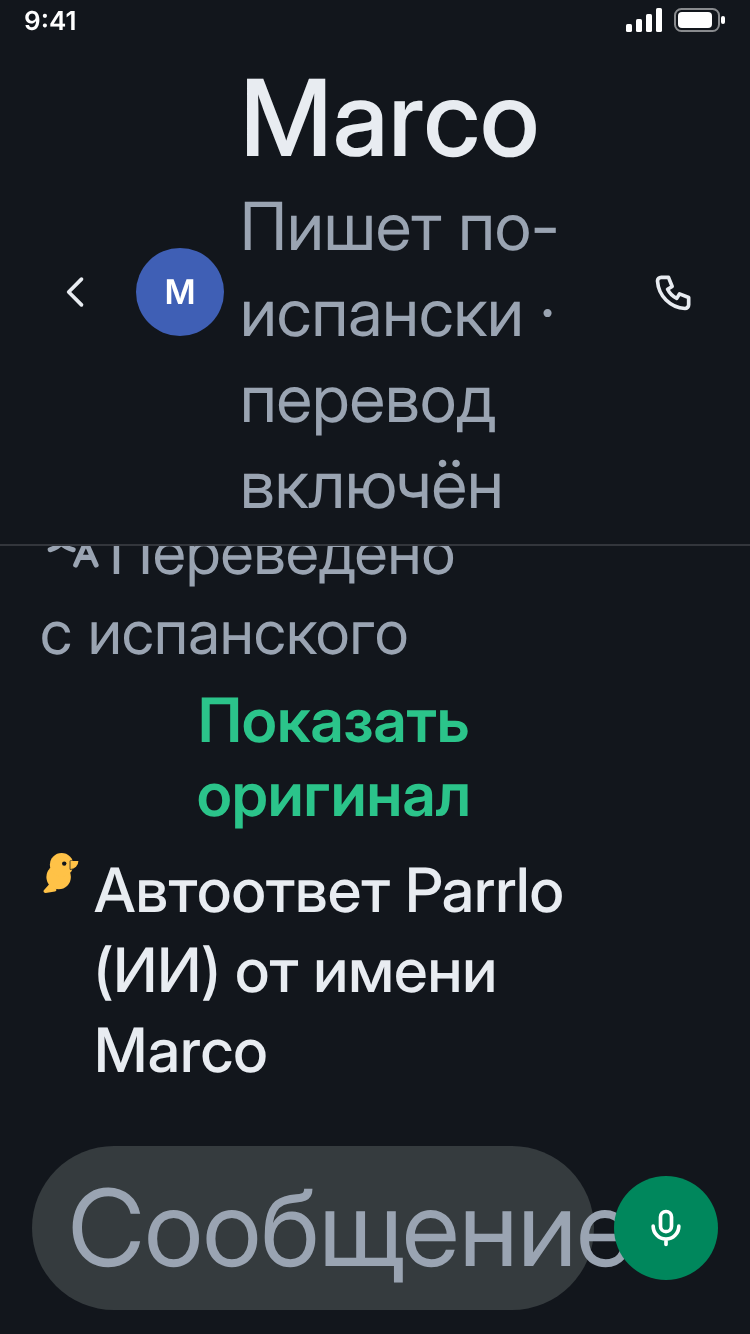 9:41
Marco
Пишет по-
испански ·
перевод
включён
M
Переведено
с испанского
Показать
оригинал
Автоответ Parrlo
(ИИ) от имени
Marco
Сообщение